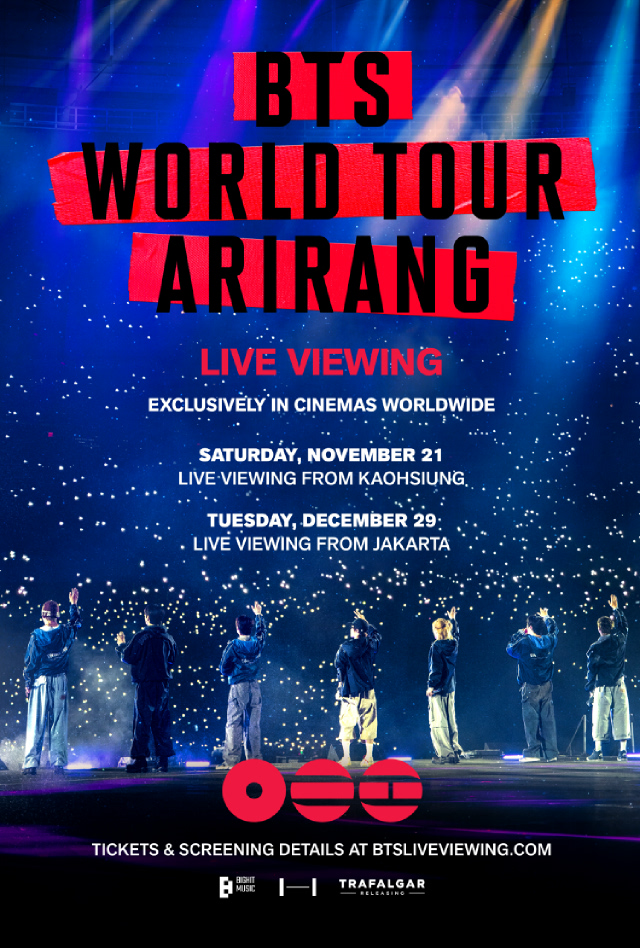 BTS
WORLD TOUR
ARIRANG
LIVE VIEWING
EXCLUSIVELY IN CINEMAS WORLDWIDE
SATURDAY, NOVEMBER 21
LIVE VIEWING FROM KAOHSIUNG
TUESDAY, DECEMBER 29
LIVE VIEWING FROM JAKARTA
TICKETS & SCREENING DETAILS AT BTSLIVEVIEWING.COM
BIGHIT
MUSIC
TRAFALGAR
RELEASING